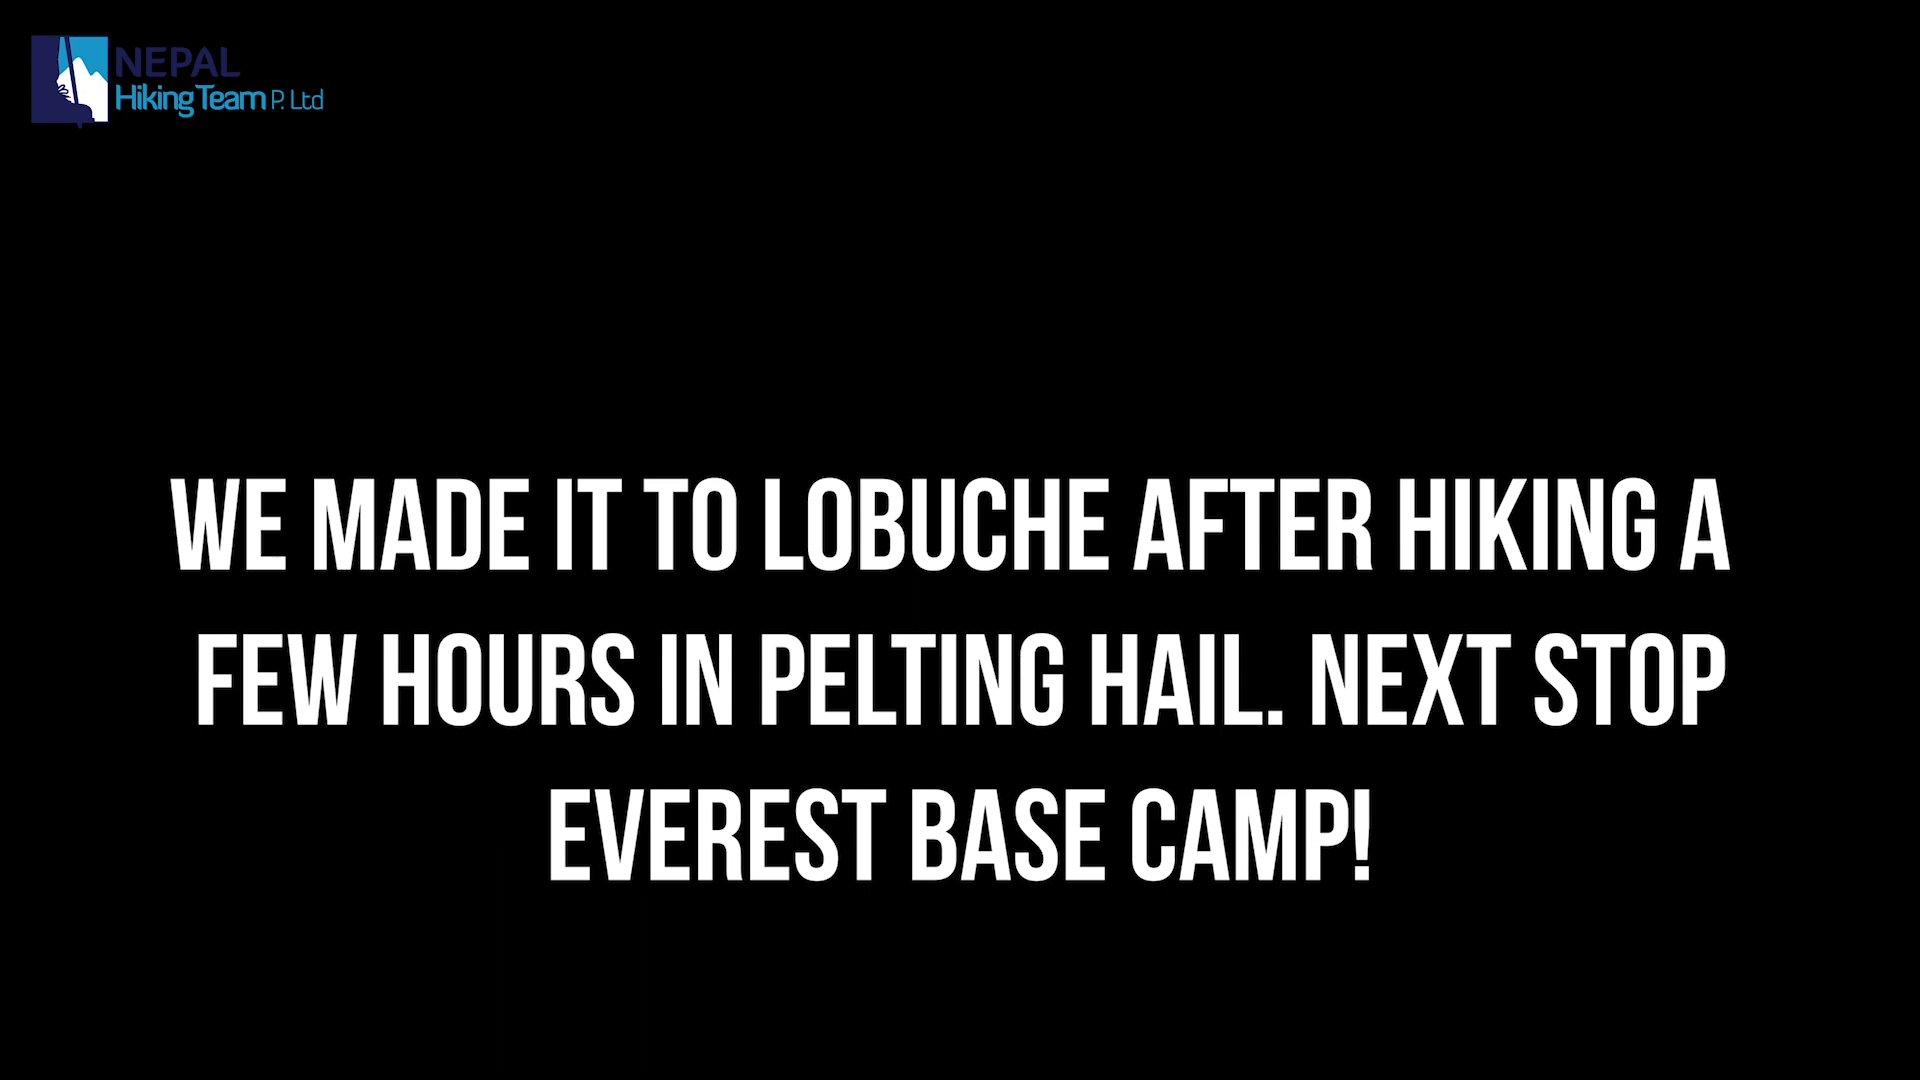 NEPAL
Hiking Team P. Ltd
WE MADE IT TO LOBUCHE AFTER HIKING A
FEW HOURS IN PELTING HAIL. NEXT STOP
EVEREST BASE CAMP!